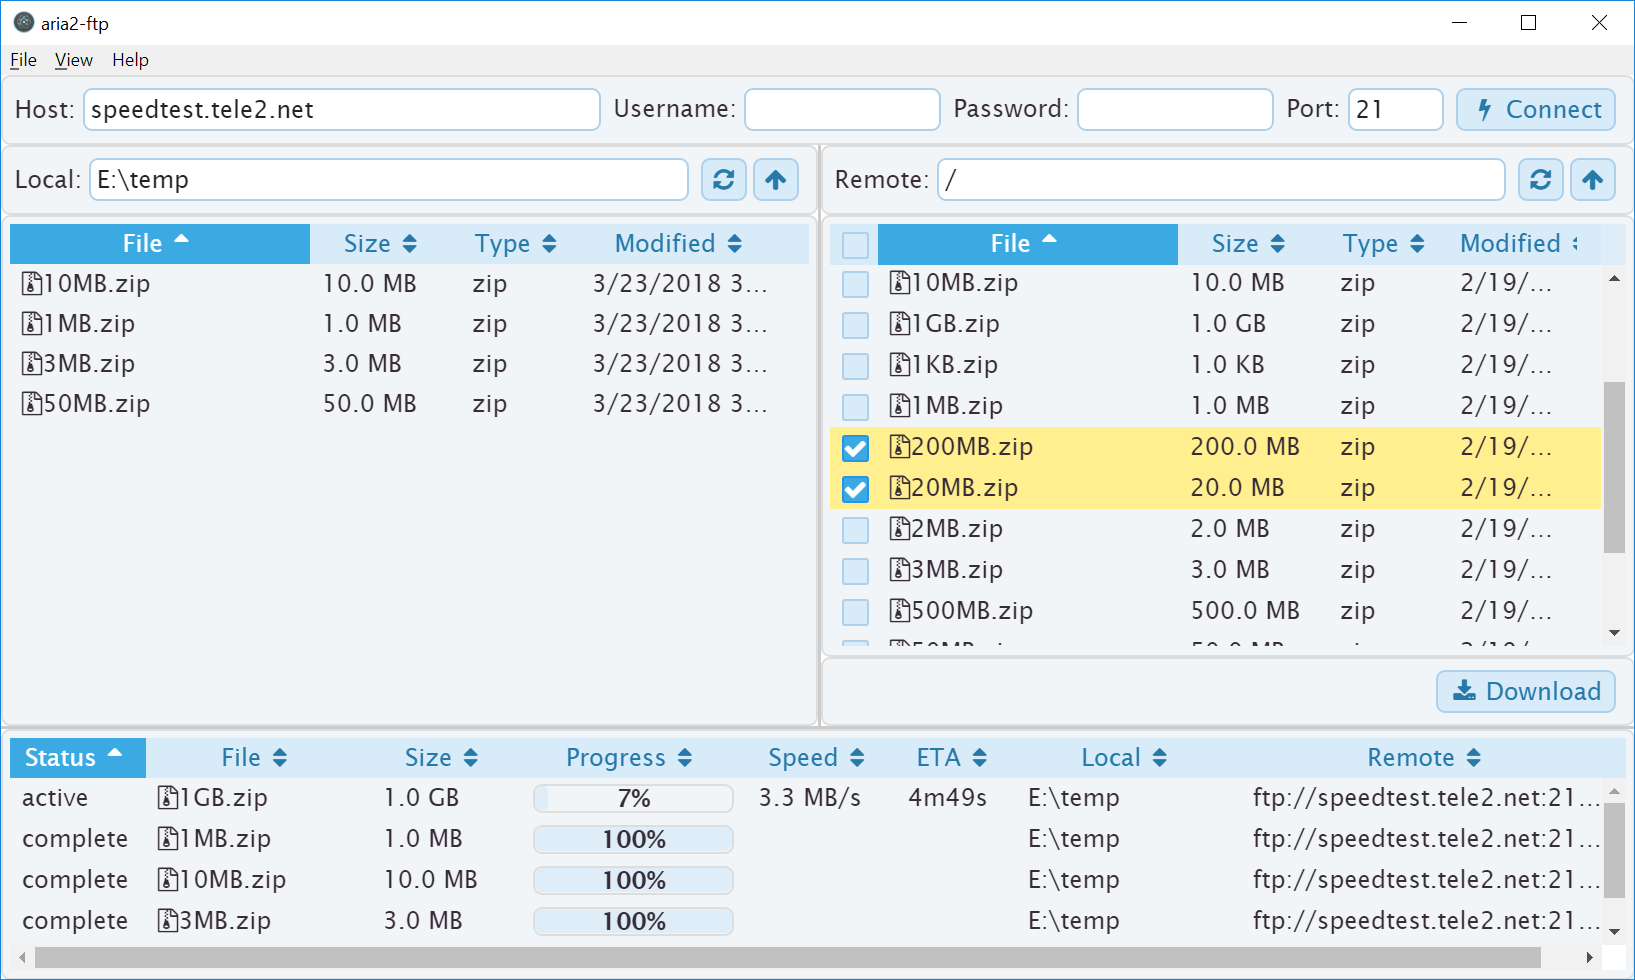 aria2-ftp
File View Help
Host: speedtest.tele2.net Username: Password: Port: 21 Connect
Local: E:\temp
File Size Type Modified
10MB.zip 10.0 MB zip 3/23/2018 3...
1MB.zip 1.0 MB zip 3/23/2018 3...
3MB.zip 3.0 MB zip 3/23/2018 3...
50MB.zip 50.0 MB zip 3/23/2018 3...
Remote: /
File Size Type Modified
10MB.zip 10.0 MB zip 2/19/...
1GB.zip 1.0 GB zip 2/19/...
1KB.zip 1.0 KB zip 2/19/...
1MB.zip 1.0 MB zip 2/19/...
200MB.zip 200.0 MB zip 2/19/...
20MB.zip 20.0 MB zip 2/19/...
2MB.zip 2.0 MB zip 2/19/...
3MB.zip 3.0 MB zip 2/19/...
500MB.zip 500.0 MB zip 2/19/...
Download
Status File Size Progress Speed ETA Local Remote
active 1GB.zip 1.0 GB 7% 3.3 MB/s 4m49s E:\temp ftp://speedtest.tele2.net:21...
complete 1MB.zip 1.0 MB 100% E:\temp ftp://speedtest.tele2.net:21...
complete 10MB.zip 10.0 MB 100% E:\temp ftp://speedtest.tele2.net:21...
complete 3MB.zip 3.0 MB 100% E:\temp ftp://speedtest.tele2.net:21...